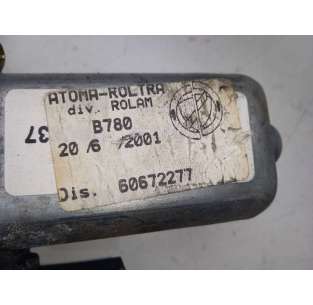 ATOMA-ROLTRA
div. ROLAM
B780
20/6 /2001
37
Dis. 60672277